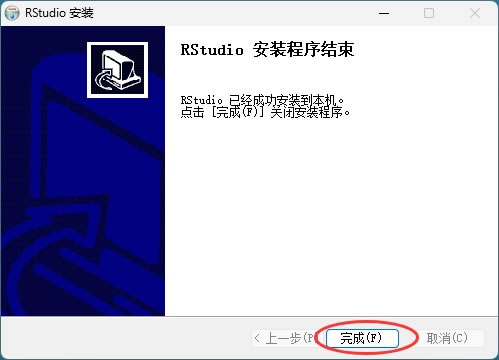 RStudio 安装
RStudio 安装程序结束
RStudio 已经成功安装到本机。
点击 [完成(F)] 关闭安装程序。
< 上一步(P 完成(F) 取消(C)